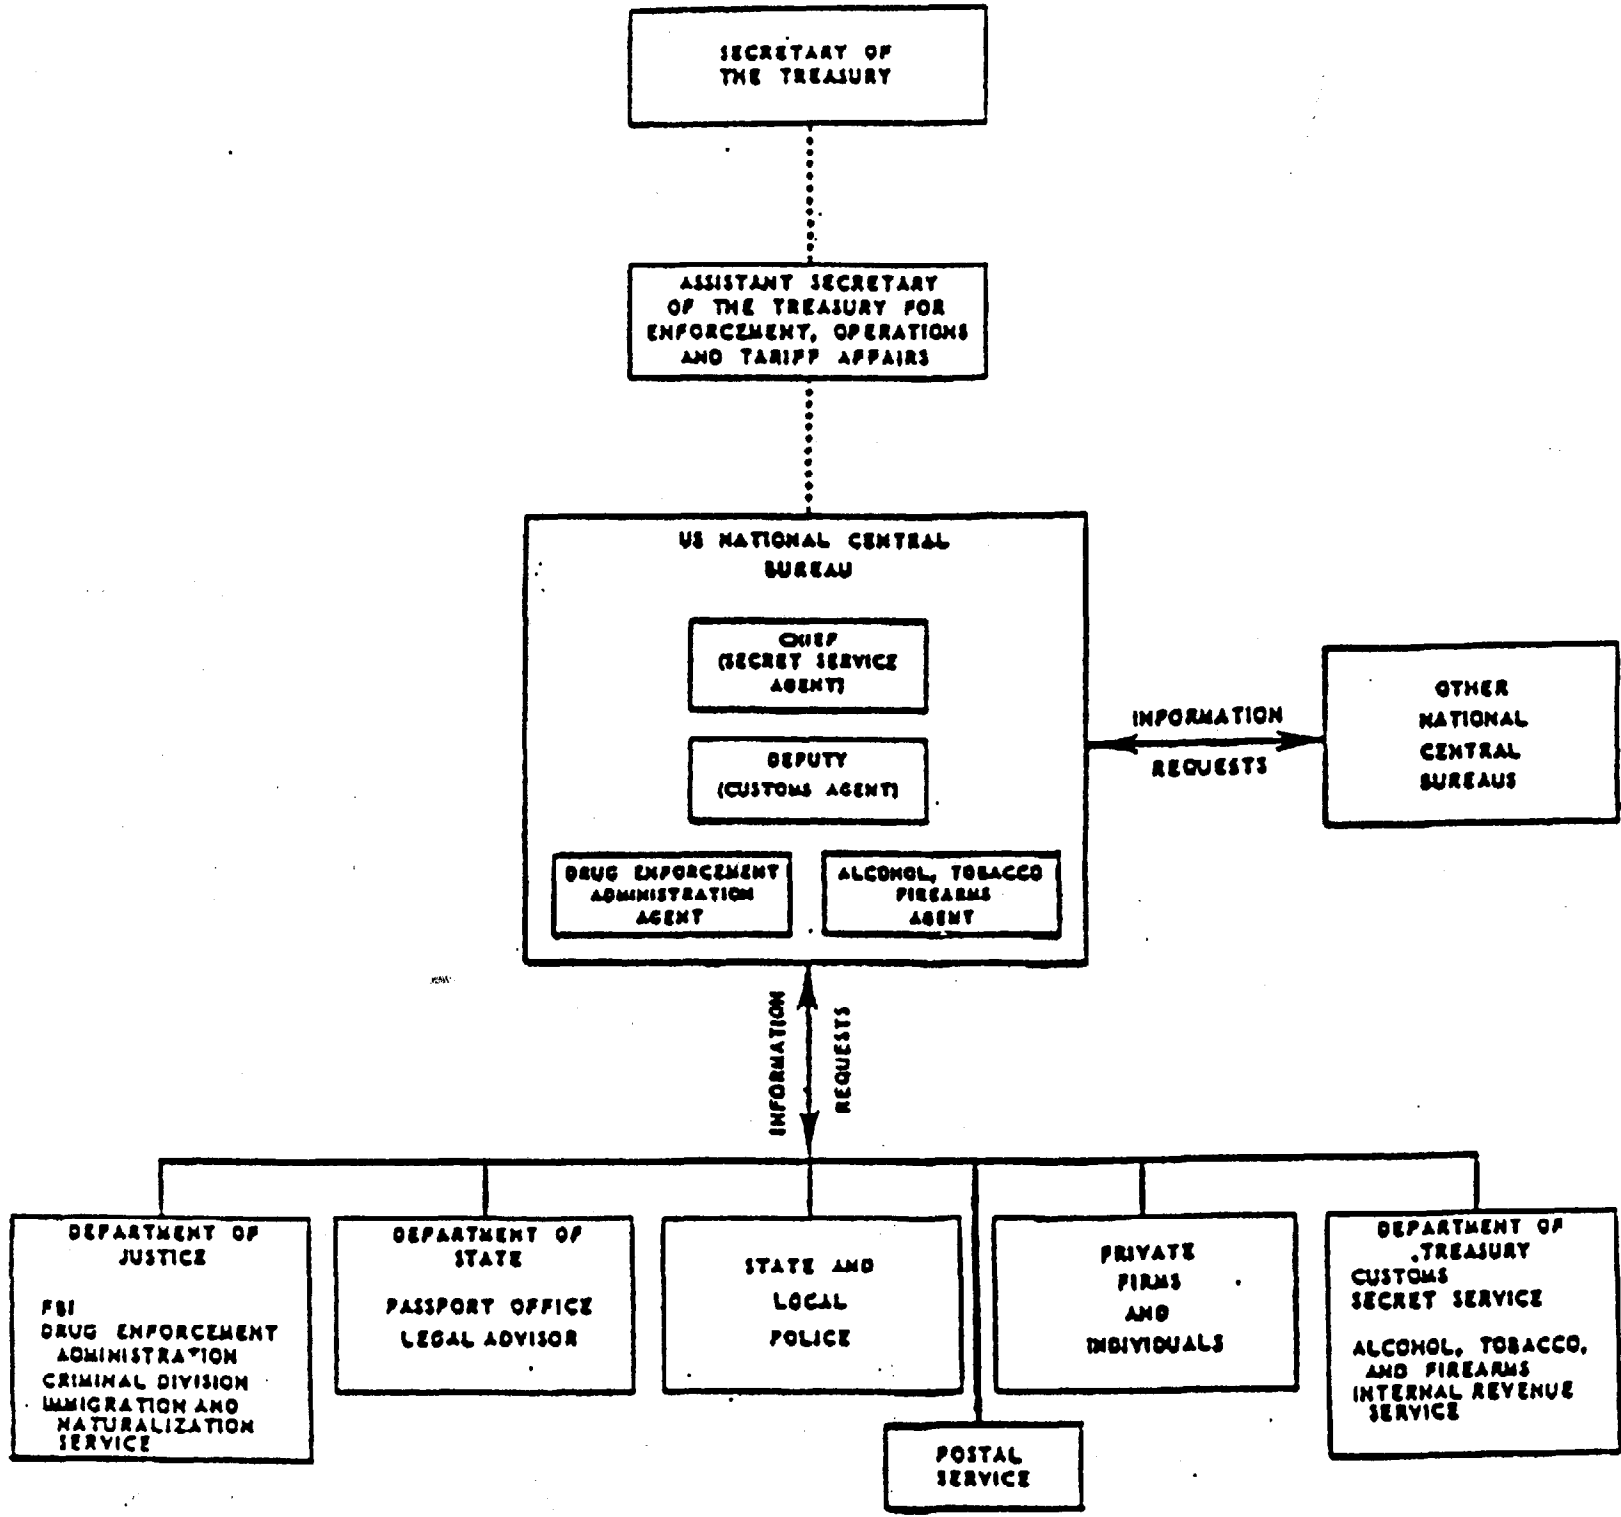 SECRETARY OF
THE TREASURY
ASSISTANT SECRETARY
OF THE TREASURY FOR
ENFORCEMENT, OPERATIONS
AND TARIFF AFFAIRS
US NATIONAL CENTRAL
BUREAU
CHIEF
(SECRET SERVICE
AGENT)
DEPUTY
(CUSTOMS AGENT)
DRUG ENFORCEMENT
ADMINISTRATION
AGENT
ALCOHOL, TOBACCO
FIREARMS
AGENT
INFORMATION
REQUESTS
OTHER
NATIONAL
CENTRAL
BUREAUS
INFORMATION
REQUESTS
DEPARTMENT OF
JUSTICE
FBI
DRUG ENFORCEMENT
ADMINISTRATION
CRIMINAL DIVISION
IMMIGRATION AND
NATURALIZATION
SERVICE
DEPARTMENT OF
STATE
PASSPORT OFFICE
LEGAL ADVISOR
STATE AND
LOCAL
POLICE
POSTAL
SERVICE
PRIVATE
FIRMS
AND
INDIVIDUALS
DEPARTMENT OF
TREASURY
CUSTOMS
SECRET SERVICE
ALCOHOL, TOBACCO,
AND FIREARMS
INTERNAL REVENUE
SERVICE